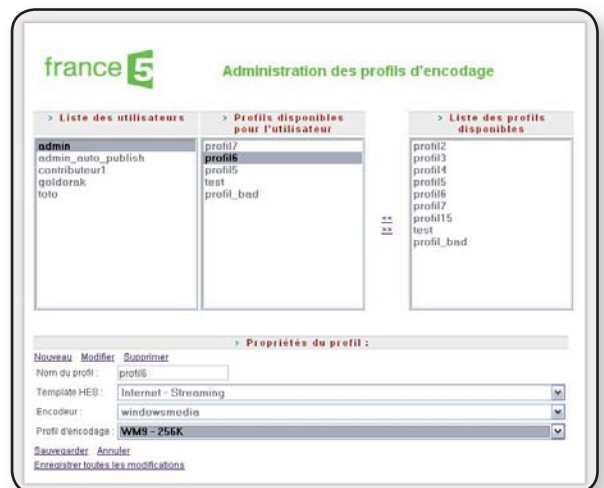 france 5
Administration des profils d'encodage
> Liste des utilisateurs
> Profils disponibles
pour l'utilisateur
> Liste des profils
disponibles
admin
admin_auto_publish
contributeur1
goldorak
toto
profil7
profil6
profil5
test
profil_bad
<<
>>
profil2
profil3
profil4
profil5
profil6
profil7
profil15
test
profil_bad
> Propriétés du profil :
Nouveau Modifier Supprimer
Nom du profil : profil6
Template HES : Internet - Streaming
Encodeur : windowsmedia
Profil d'encodage : WM9 - 256K
Sauvegarder Annuler
Enregistrer toutes les modifications